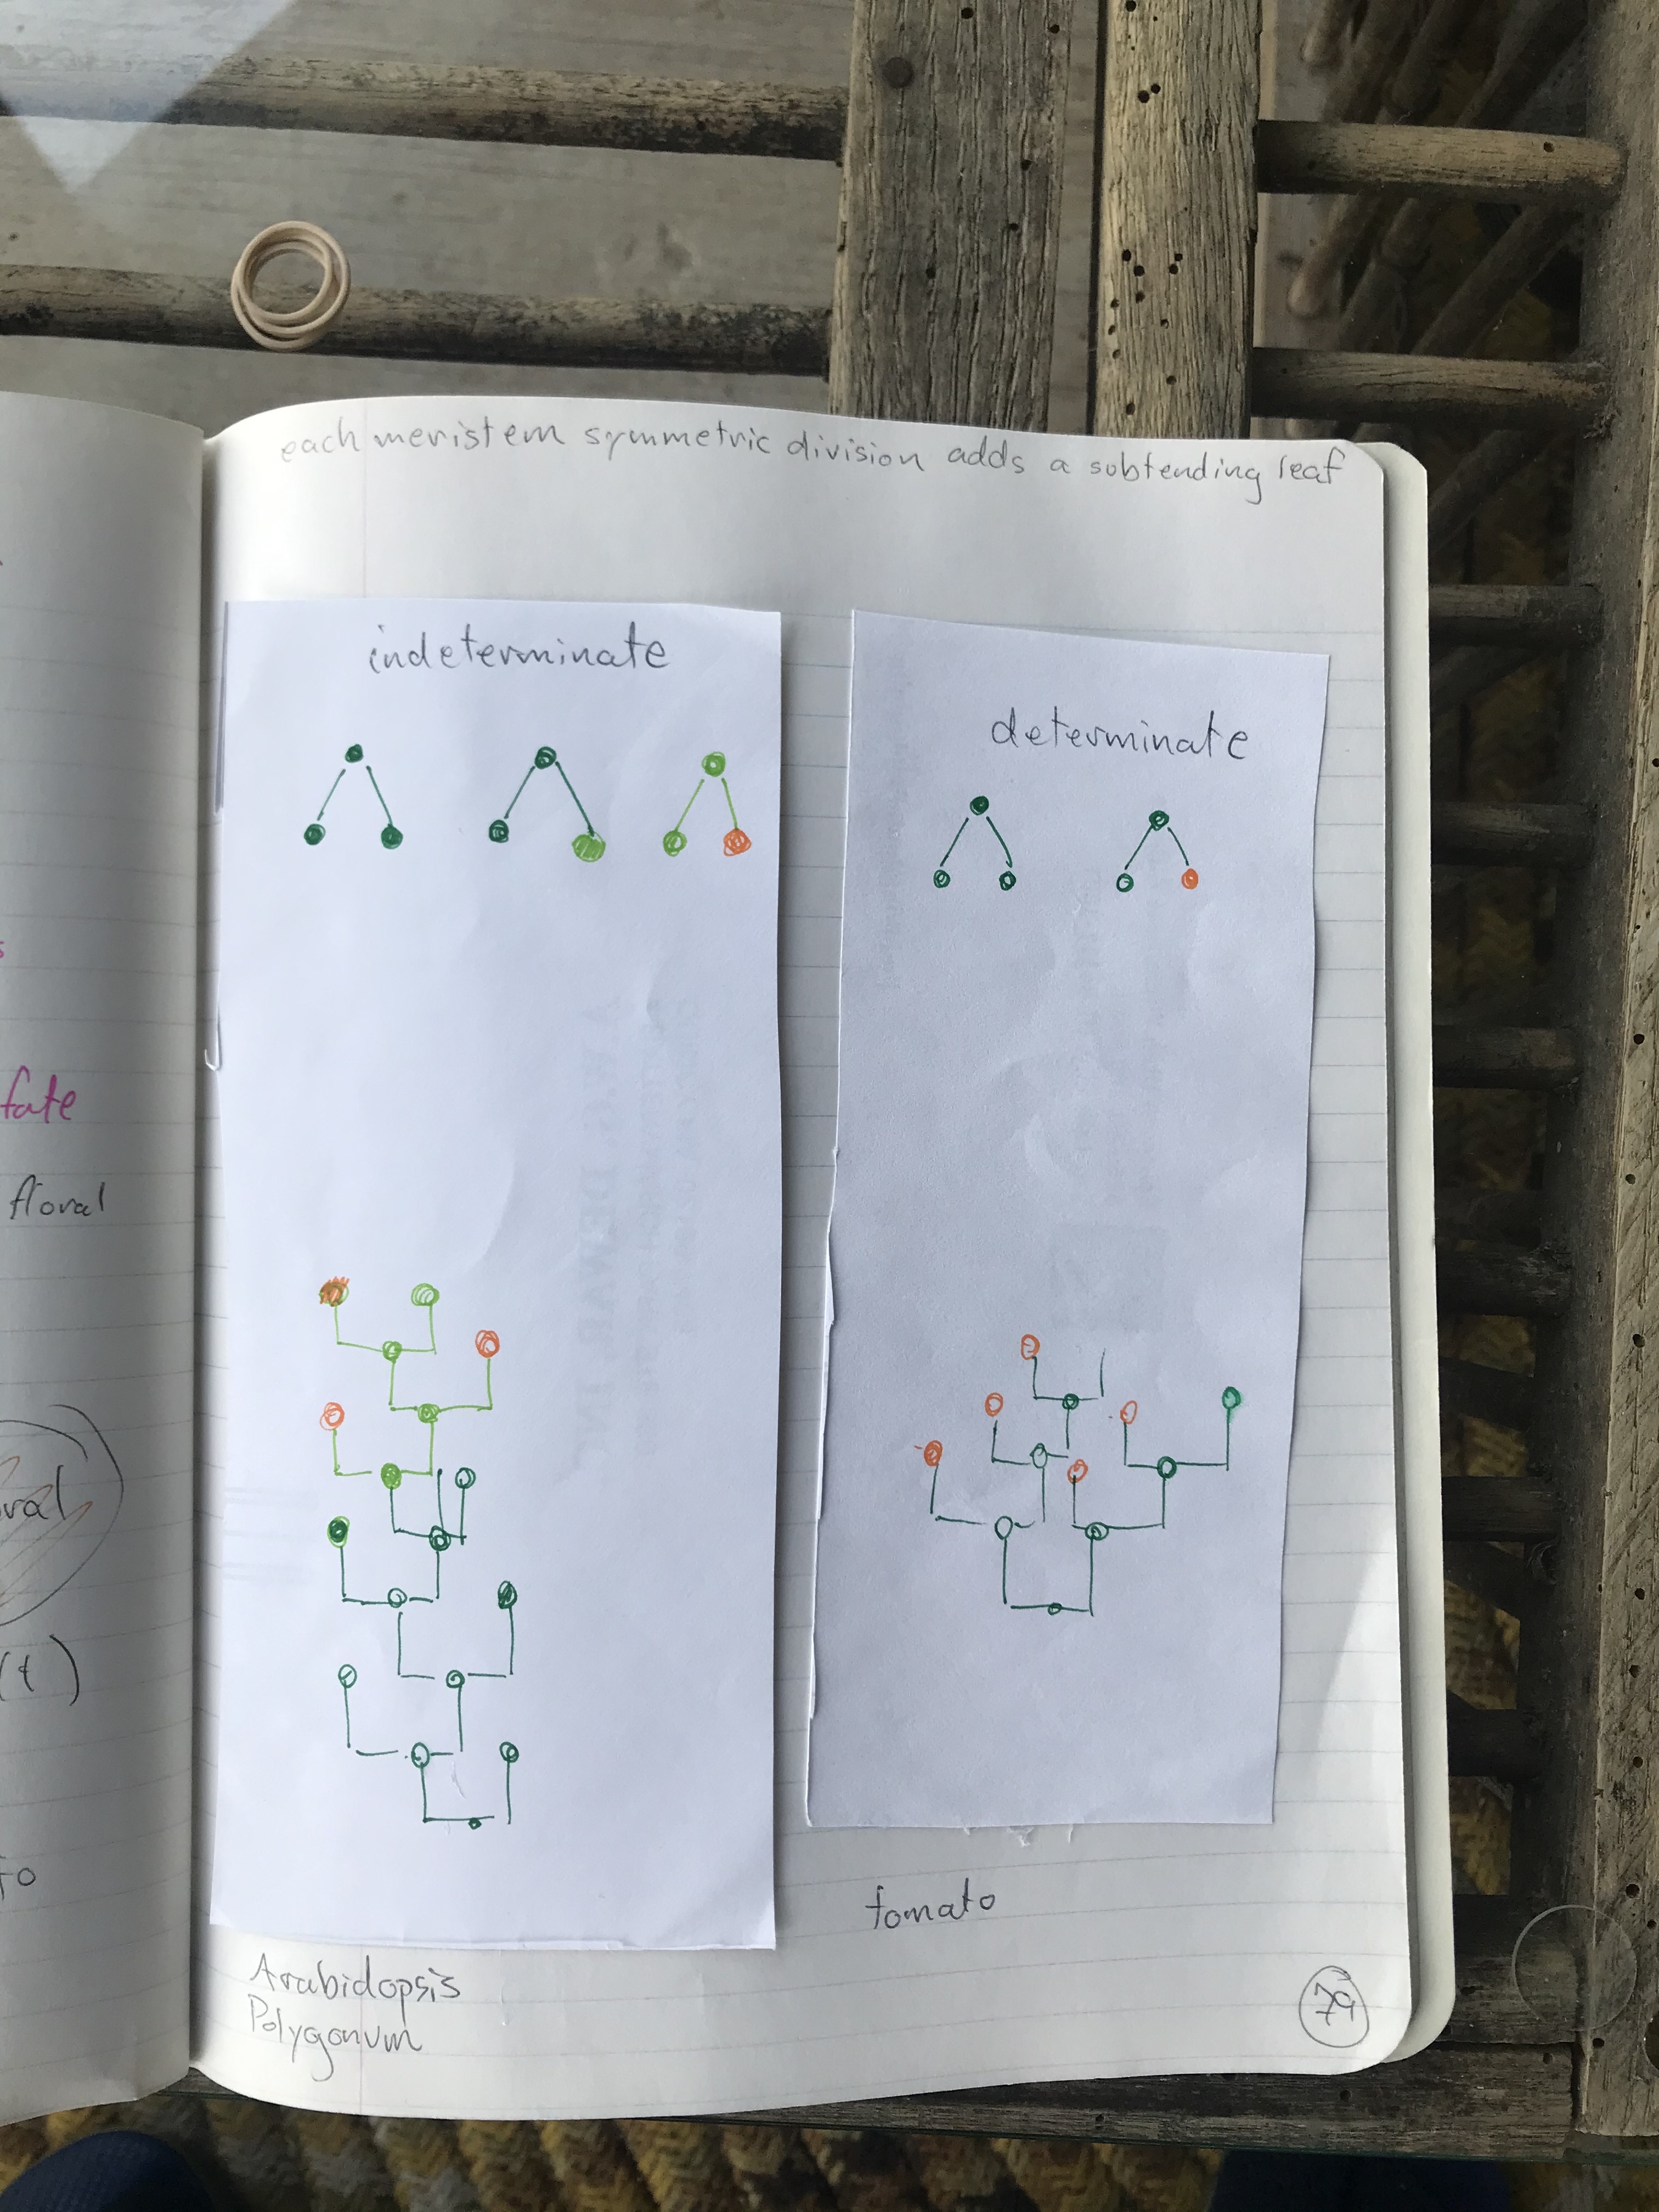 each meristem symmetric division adds a subtending leaf
indeterminate
determinate
fate
floral
(t)
tomato
Arabidopsis
Polygonum
79